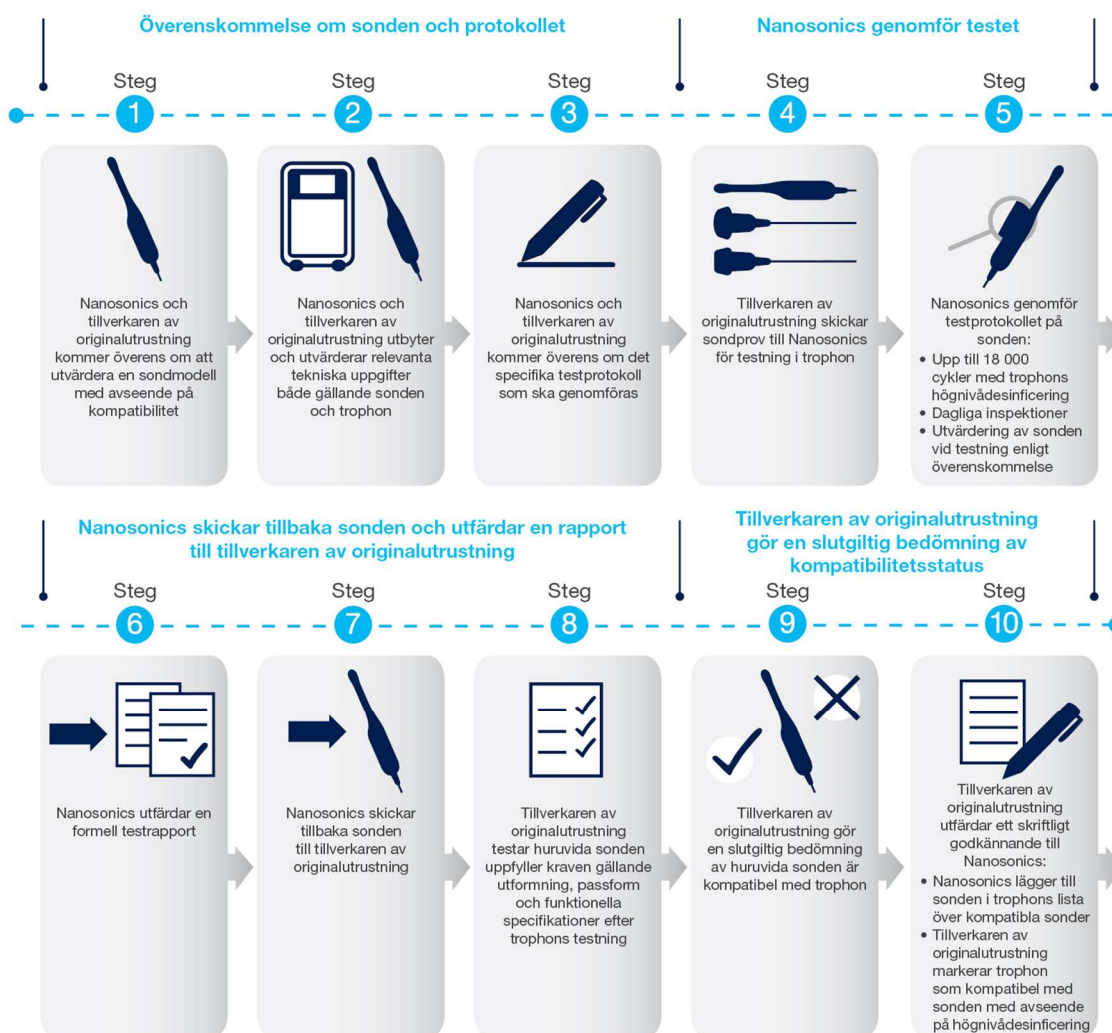 Överenskommelse om sonden och protokollet
Nanosonics genomför testet
Steg
1
Steg
2
Steg
3
Steg
4
Steg
5
Nanosonics och
tillverkaren av
originalutrustning
kommer överens om att
utvärdera en sondmodell
med avseende på
kompatibilitet
Nanosonics och
tillverkaren av
originalutrustning utbyter
och utvärderar relevanta
tekniska uppgifter
både gällande sonden
och trophon
Nanosonics och
tillverkaren av
originalutrustning
kommer överens om det
specifika testprotokoll
som ska genomföras
Tillverkaren av
originalutrustning skickar
sondprov till Nanosonics
för testning i trophon
Nanosonics genomför
testprotokollet på
sonden:
• Upp till 18 000
cykler med trophons
högnivådesinficering
• Dagliga inspektioner
• Utvärdering av sonden
vid testning enligt
överenskommelse
Nanosonics skickar tillbaka sonden och utfärdar en rapport
till tillverkaren av originalutrustning
Tillverkaren av originalutrustning
gör en slutgiltig bedömning av
kompatibilitetsstatus
Steg
6
Steg
7
Steg
8
Steg
9
Steg
10
Nanosonics utfärdar en
formell testrapport
Nanosonics skickar
tillbaka sonden
till tillverkaren av
originalutrustning
Tillverkaren av
originalutrustning
testar huruvida sonden
uppfyller kraven gällande
utformning, passform
och funktionella
specifikationer efter
trophons testning
Tillverkaren av
originalutrustning gör
en slutgiltig bedömning
av huruvida sonden är
kompatibel med trophon
Tillverkaren av
originalutrustning
utfärdar ett skriftligt
godkännande till
Nanosonics:
• Nanosonics lägger till
sonden i trophons lista
över kompatibla sonder
• Tillverkaren av
originalutrustning
markerar trophon
som kompatibel med
sonden med avseende
på högnivådesinficering